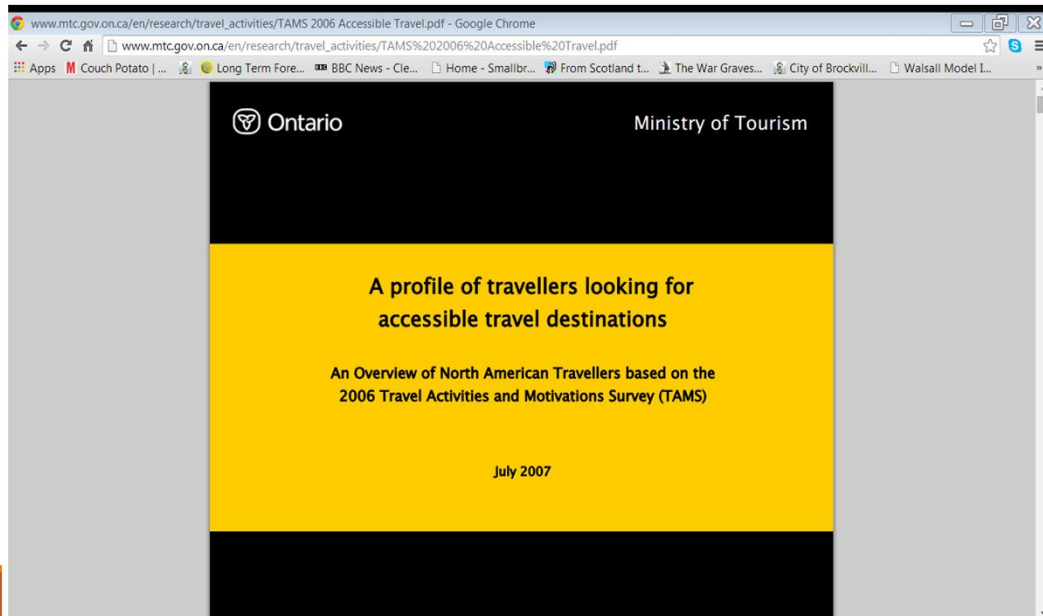 www.mtc.gov.on.ca/en/research/travel_activities/TAMS 2006 Accessible Travel.pdf - Google Chrome
www.mtc.gov.on.ca/en/research/travel_activities/TAMS%202006%20Accessible%20Travel.pdf
Apps Couch Potato | ... Long Term Fore... BBC News - Cle... Home - Smallbr... From Scotland t... The War Graves... City of Brockvill... Walsall Model I... »
Ontario Ministry of Tourism
A profile of travellers looking for
accessible travel destinations
An Overview of North American Travellers based on the
2006 Travel Activities and Motivations Survey (TAMS)
July 2007